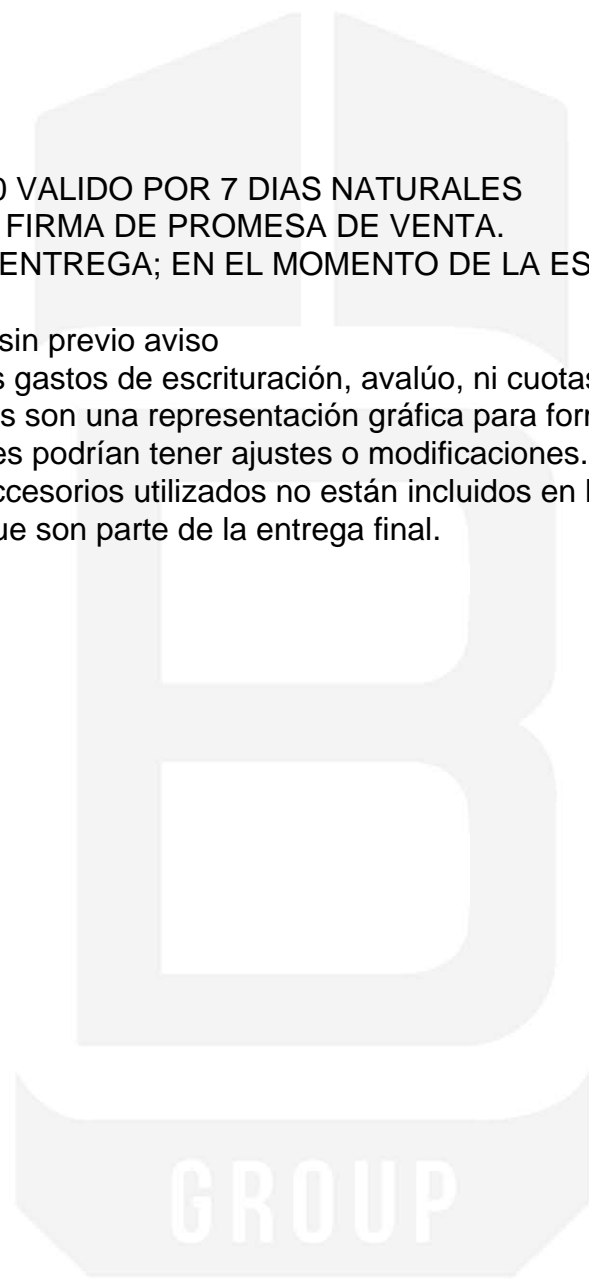 0 VALIDO POR 7 DIAS NATURALES
FIRMA DE PROMESA DE VENTA.
ENTREGA; EN EL MOMENTO DE LA ES
sin previo aviso
s gastos de escrituración, avalúo, ni cuotas
s son una representación gráfica para for
es podrían tener ajustes o modificaciones.
ccesorios utilizados no están incluidos en
ue son parte de la entrega final.
B
GROUP